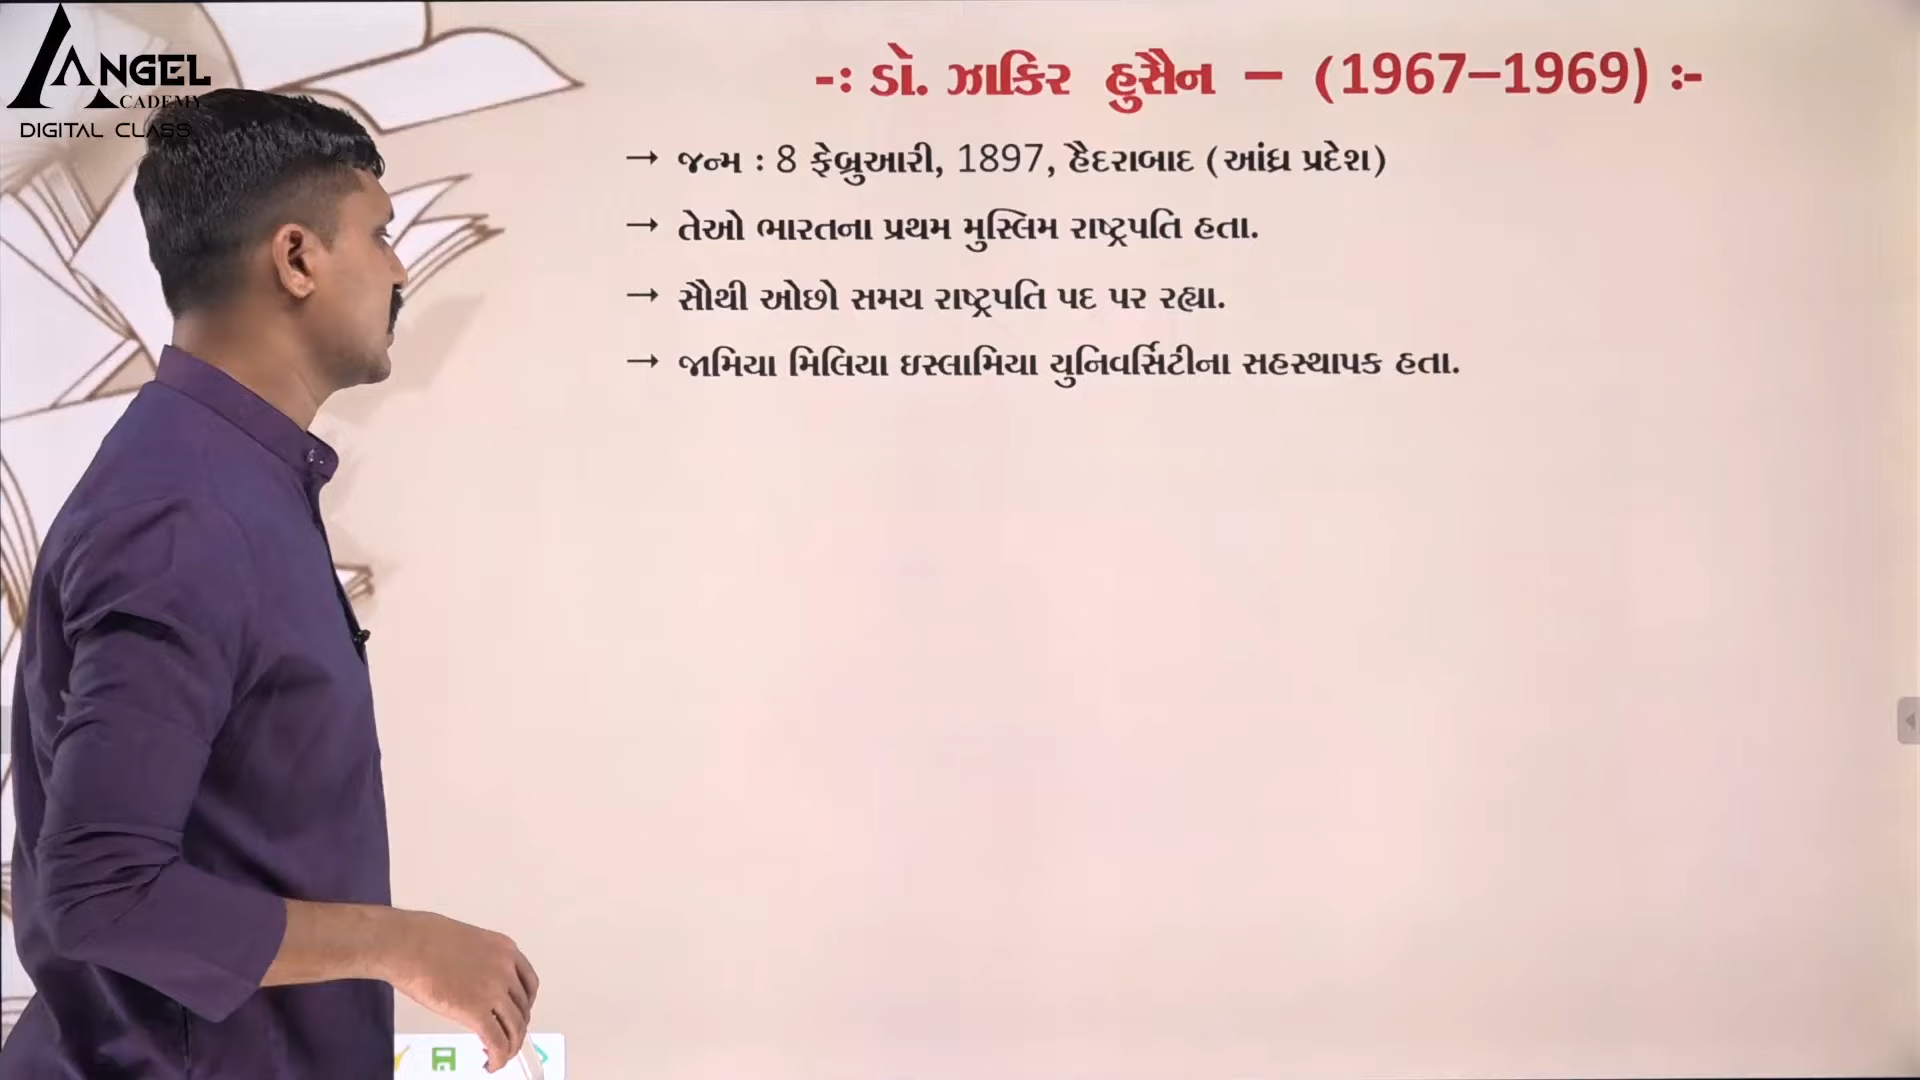 ANGEL
ACADEMY
DIGITAL CLASS
-: ડૉ. ઝાકિર હુસૈન – (1967–1969) :-
→ જન્મ : 8 ફેબ્રુઆરી, 1897, હૈદરાબાદ (આંધ્ર પ્રદેશ)
→ તેઓ ભારતના પ્રથમ મુસ્લિમ રાષ્ટ્રપતિ હતા.
→ સૌથી ઓછો સમય રાષ્ટ્રપતિ પદ પર રહ્યા.
→ જામિયા મિલિયા ઇસ્લામિયા યુનિવર્સિટીના સહસ્થાપક હતા.